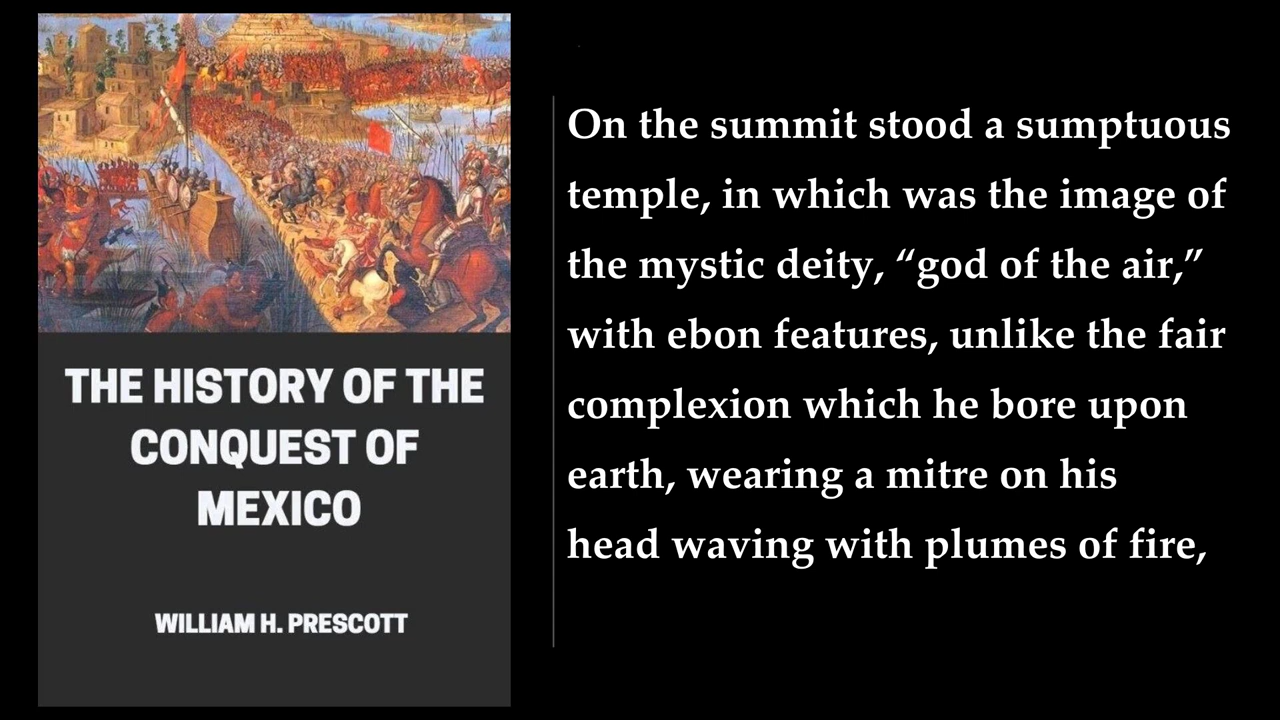 THE HISTORY OF THE
CONQUEST OF
MEXICO
WILLIAM H. PRESCOTT
On the summit stood a sumptuous
temple, in which was the image of
the mystic deity, “god of the air,”
with ebon features, unlike the fair
complexion which he bore upon
earth, wearing a mitre on his
head waving with plumes of fire,